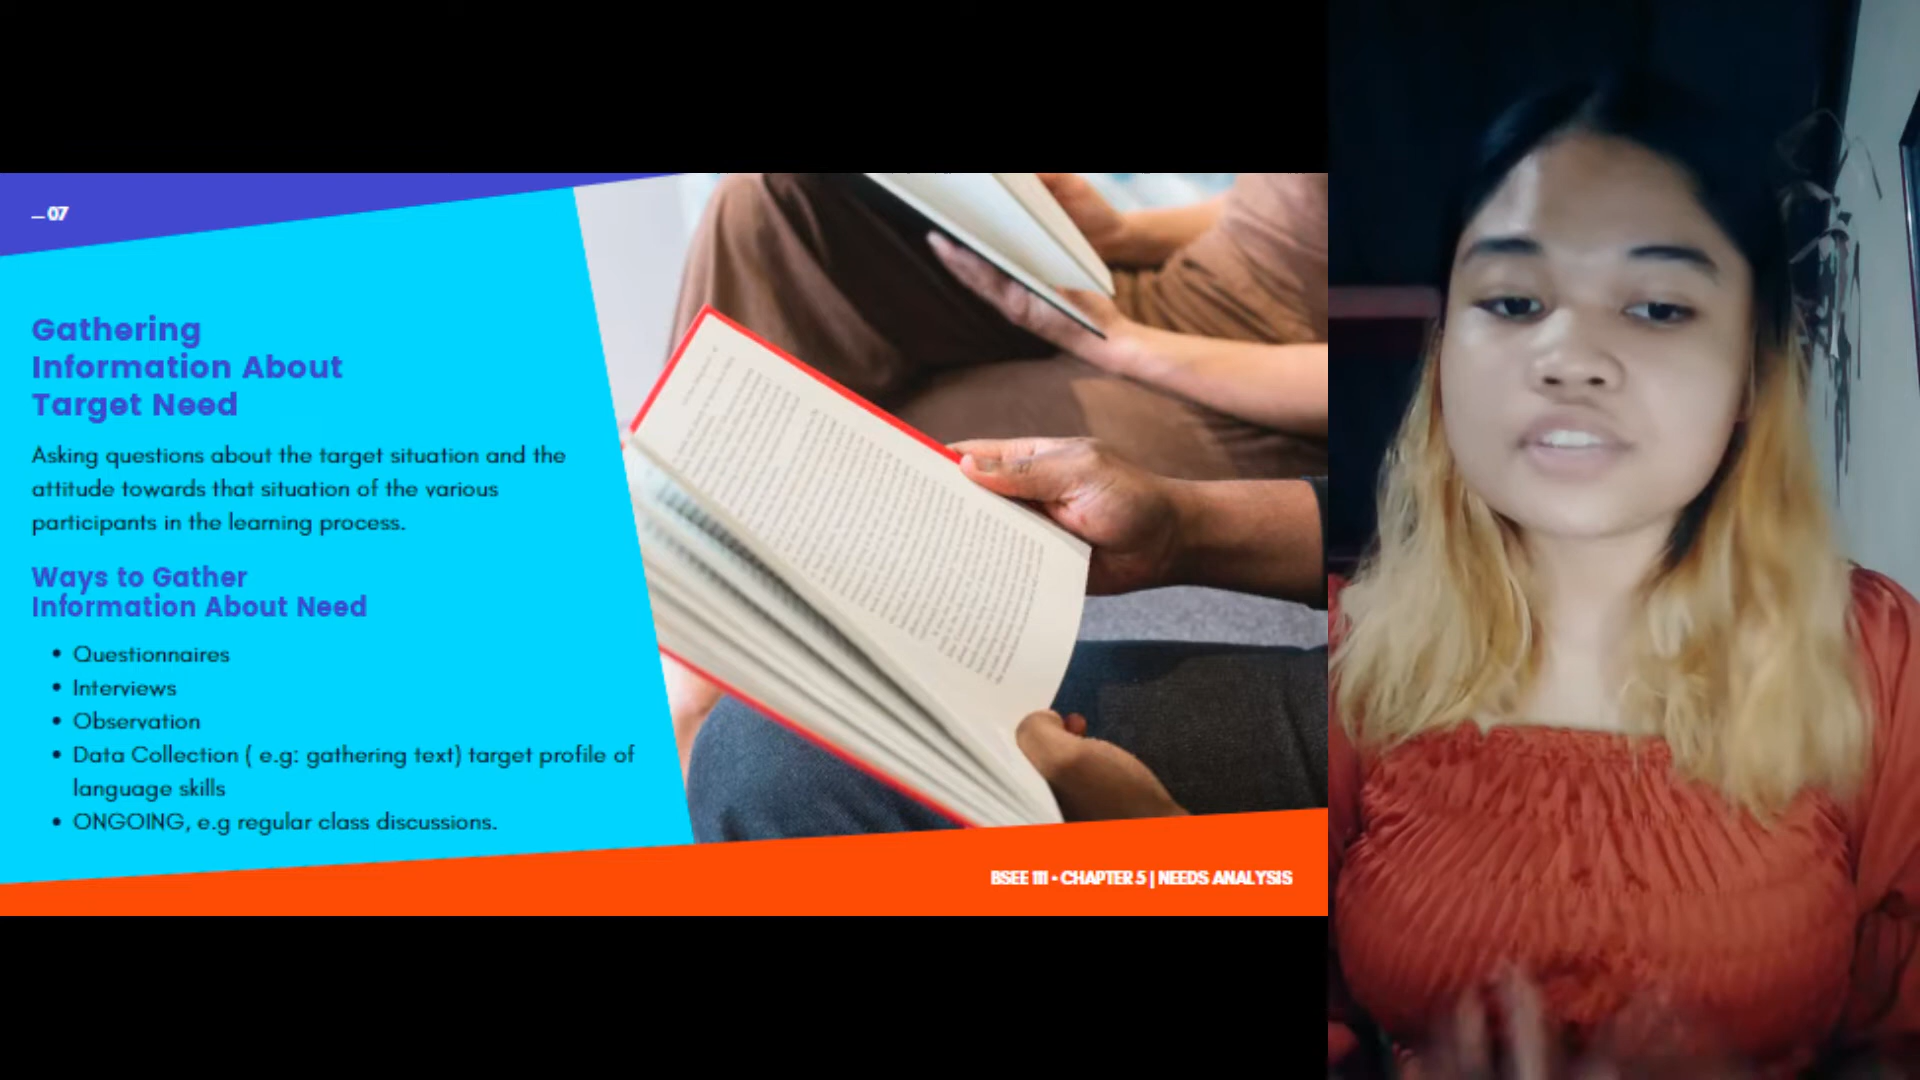 _07
Gathering
Information About
Target Need
Asking questions about the target situation and the
attitude towards that situation of the various
participants in the learning process.
Ways to Gather
Information About Need
• Questionnaires
• Interviews
• Observation
• Data Collection ( e.g: gathering text) target profile of
language skills
• ONGOING, e.g regular class discussions.
BSEE 111 • CHAPTER 5 | NEEDS ANALYSIS